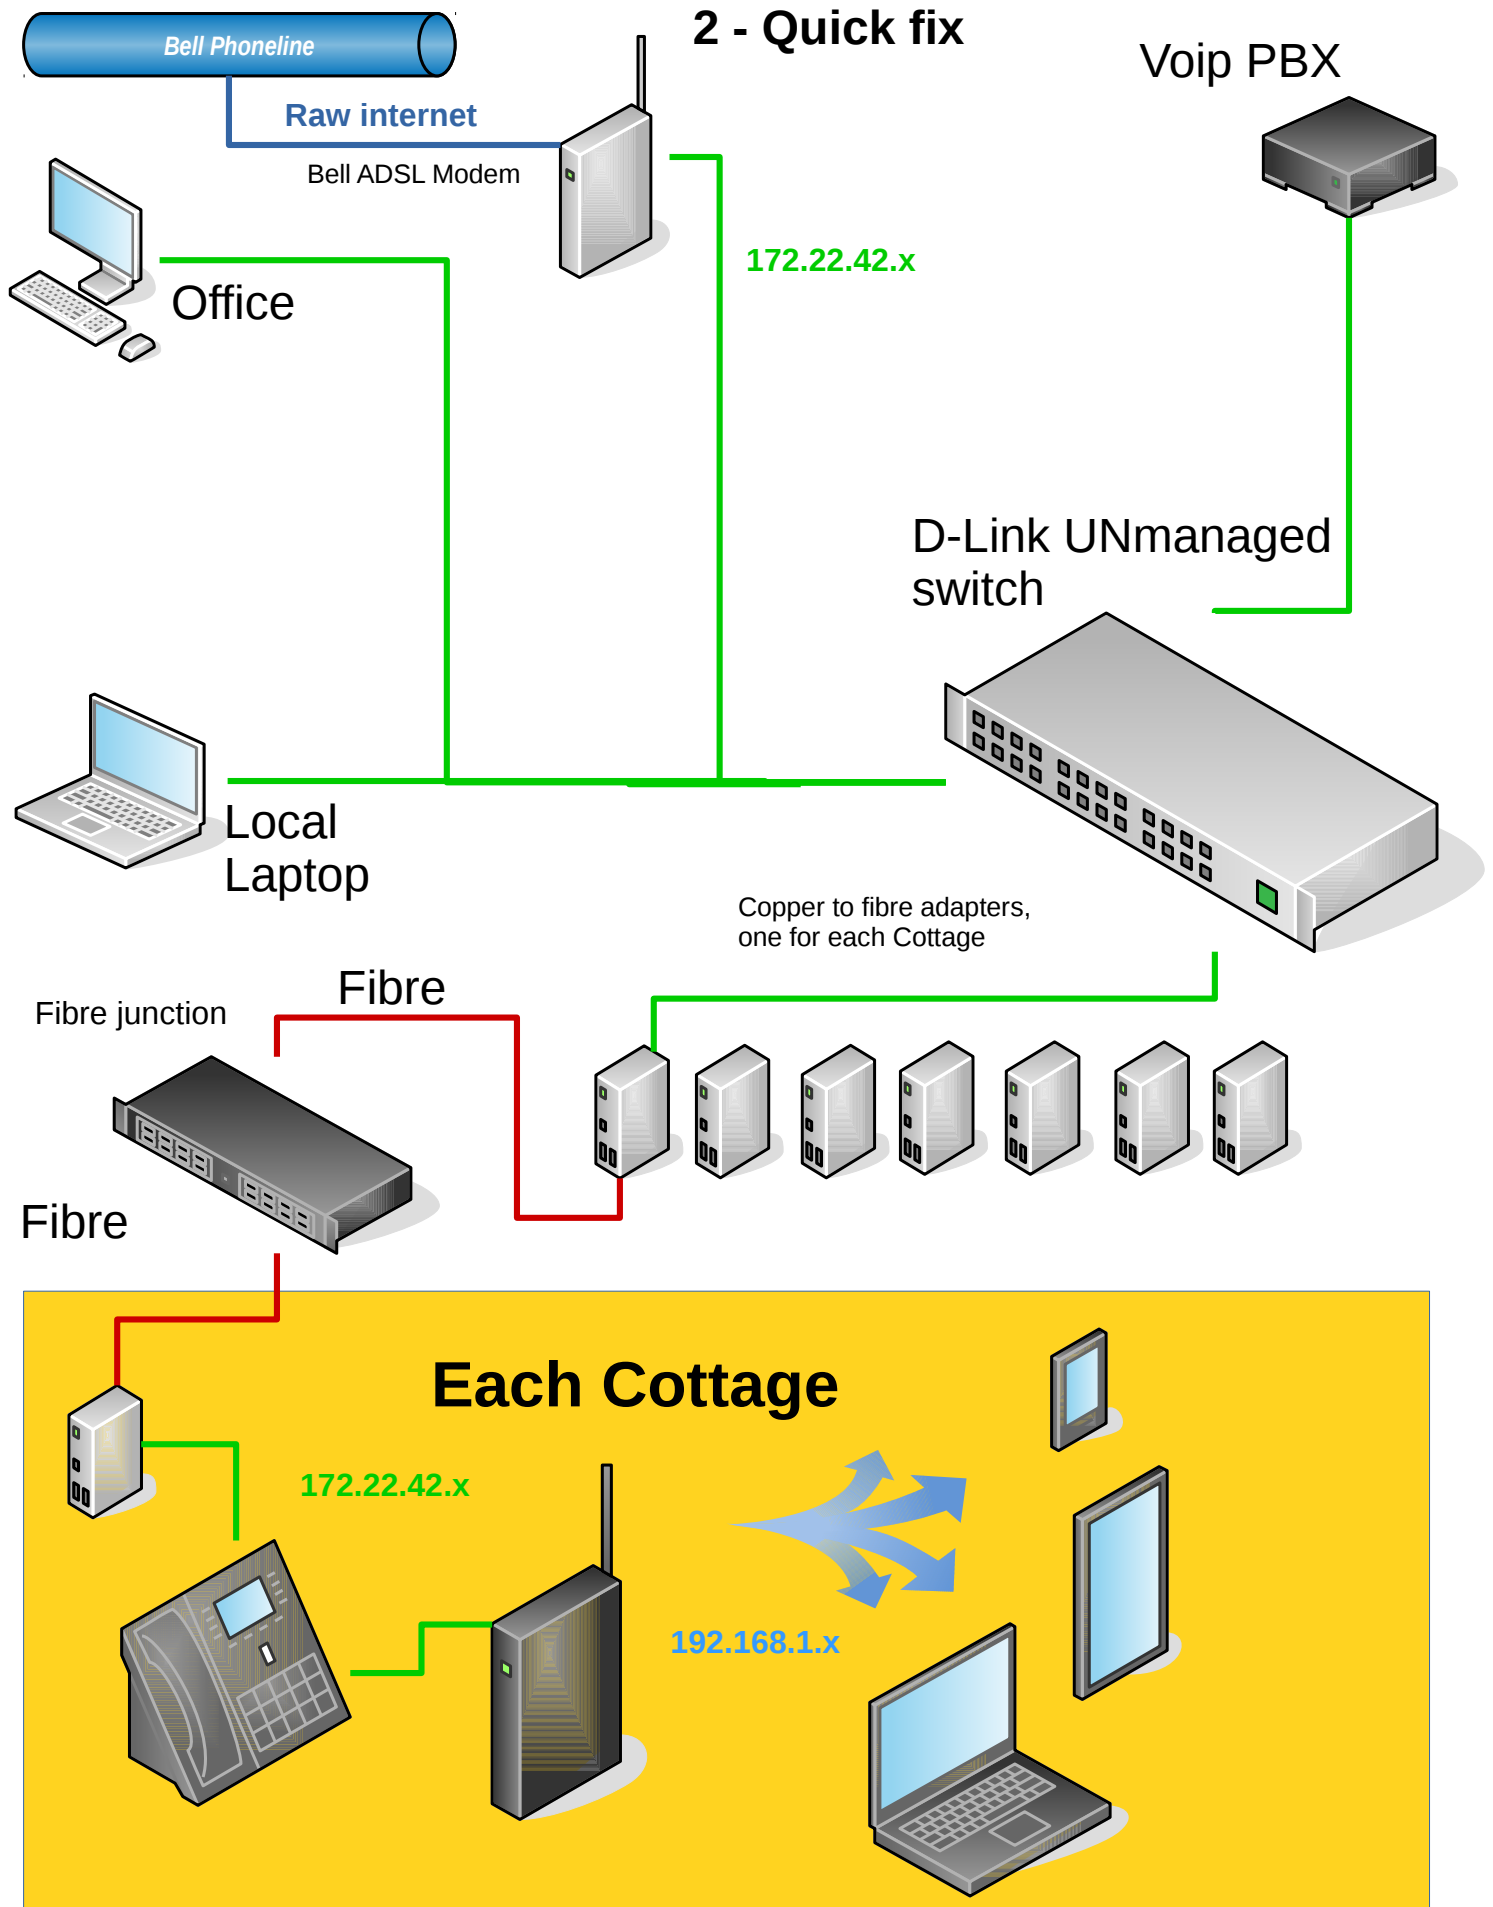 2 - Quick fix
Bell Phoneline
Voip PBX
Raw internet
Bell ADSL Modem
172.22.42.x
Office
D-Link UNmanaged
switch
Local
Laptop
Copper to fibre adapters,
one for each Cottage
Fibre
Fibre junction
Fibre
Each Cottage
172.22.42.x
192.168.1.x